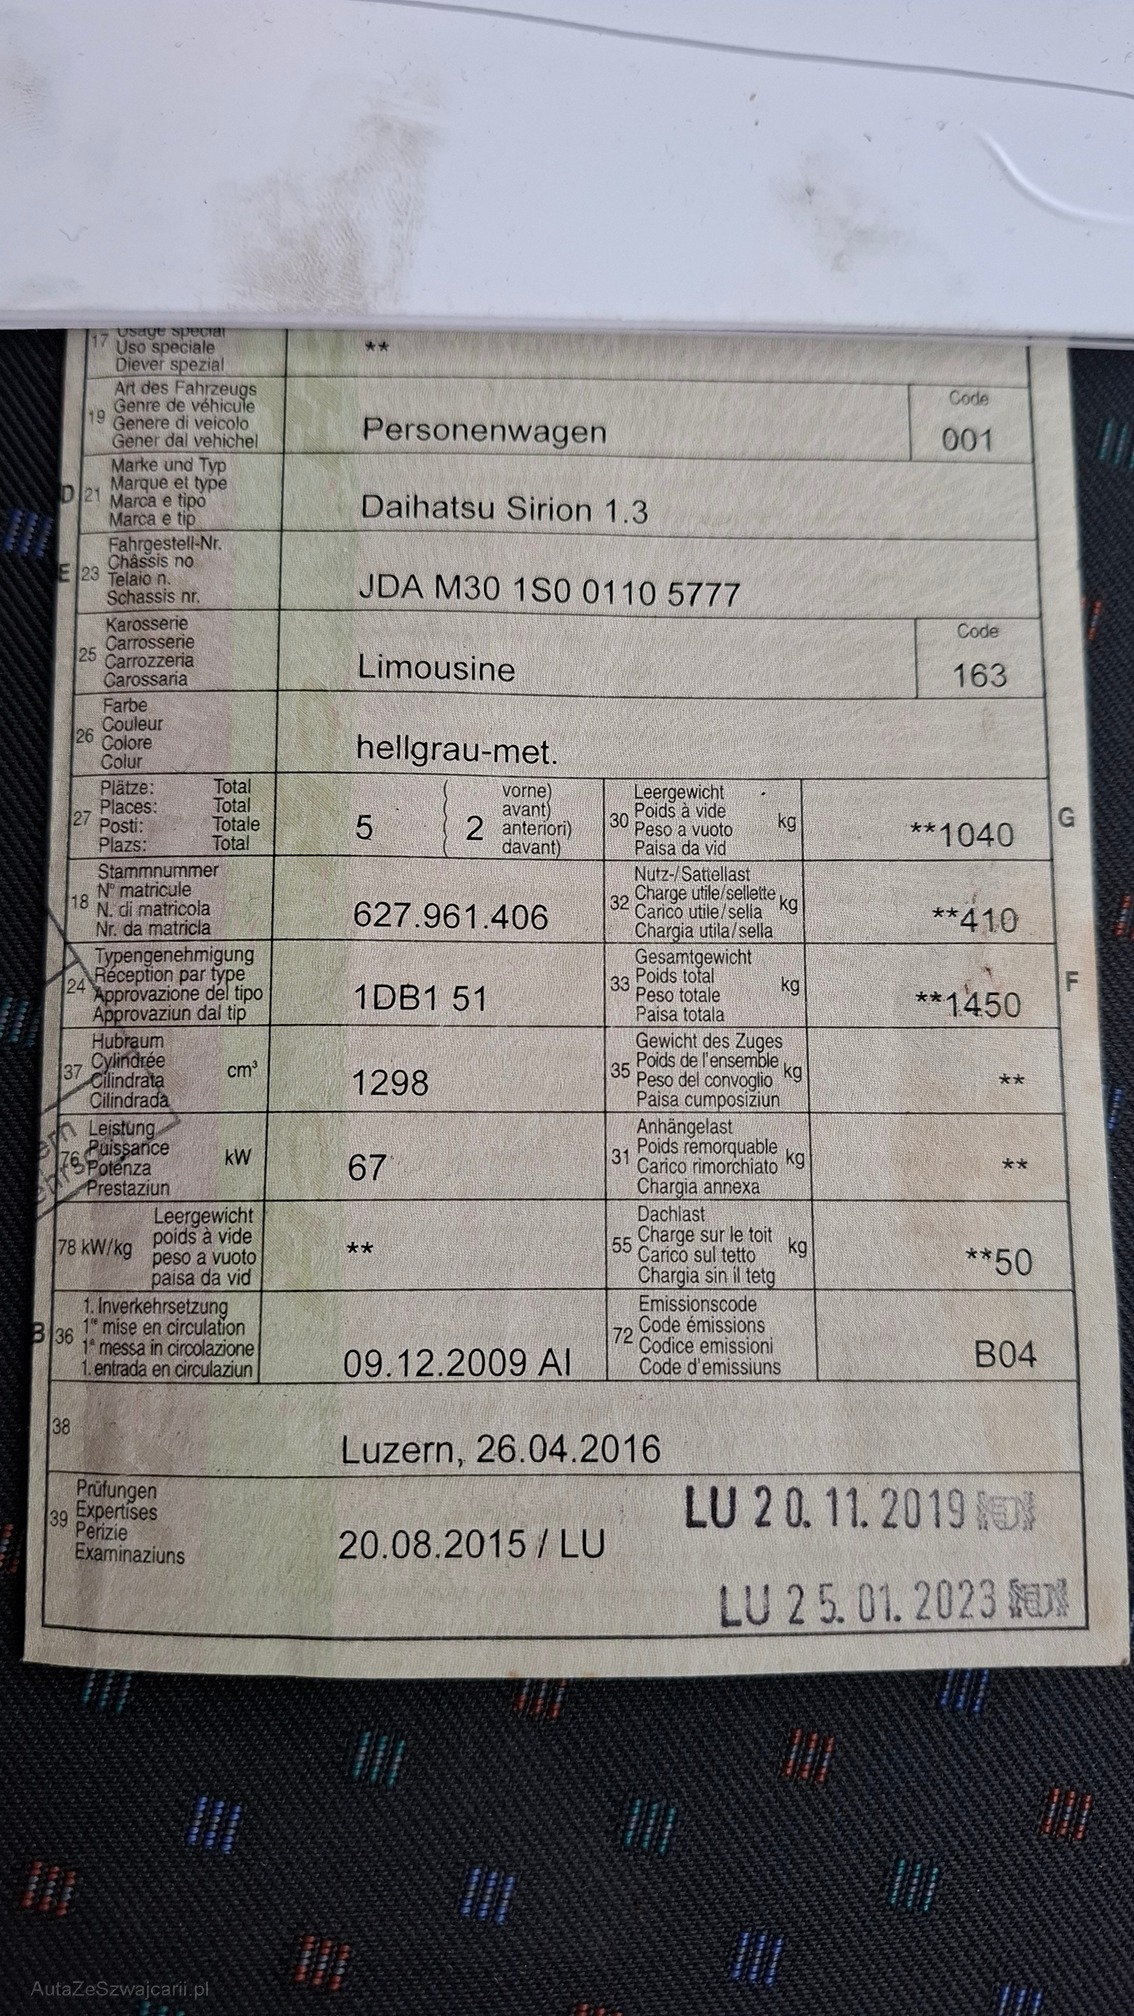 17 Usage spécial
Uso speciale **
Diever spezial
Art des Fahrzeugs
19 Genre de véhicule
Genere di veicolo
Gener dal vehichel
Personenwagen
Code
001
Marke und Typ
D 21 Marque et type
Marca e tipo
Marca e tip
Daihatsu Sirion 1.3
Fahrgestell-Nr.
E 23 Châssis no
Telaio n.
Schassis nr.
JDA M30 1S0 0110 5777
Karosserie
25 Carrosserie
Carrozzeria
Carossaria
Limousine
Code
163
Farbe
26 Couleur
Colore
Colur
hellgrau-met.
Plätze: Total
27 Places: Total
Posti: Totale
Plazs: Total
5 ( 2
vorne)
avant)
anteriori)
davant)
Leergewicht
30 Poids à vide kg
Peso a vuoto
Paisa da vid
**1040 G
Stammnummer
18 N° matricule
N. di matricola
Nr. da matricla
627.961.406
Nutz-/Sattellast
32 Charge utile/sellette kg
Carico utile/sella
Chargia utila/sella
**410
Typengenehmigung
24 Réception par type
Approvazione del tipo
Approvaziun dal tip
1DB1 51
Gesamtgewicht
33 Poids total kg
Peso totale
Paisa totala
**1450 F
Hubraum
37 Cylindrée cm³
Cilindrata
Cilindrada
1298
Gewicht des Zuges
35 Poids de l'ensemble kg
Peso del convoglio
Paisa cumposiziun
**
Leistung
76 Puissance kW
Potenza
Prestaziun
67
Anhängelast
31 Poids remorquable kg
Carico rimorchiato
Chargia annexa
**
Leergewicht
78 kW/kg poids à vide
peso a vuoto
paisa da vid
**
Dachlast
55 Charge sur le toit kg
Carico sul tetto
Chargia sin il tetg
**50
1. Inverkehrsetzung
B 36 1re mise en circulation
1a messa in circolazione
1. entrada en circulaziun
09.12.2009 AI
Emissionscode
72 Code émissions
Codice emissioni
Code d'emissiuns
B04
38
Luzern, 26.04.2016
Prüfungen
39 Expertises
Perizie
Examinaziuns
20.08.2015 / LU
LU 20.11.2019
LU 25.01.2023
AutaZeSzwajcarii.pl